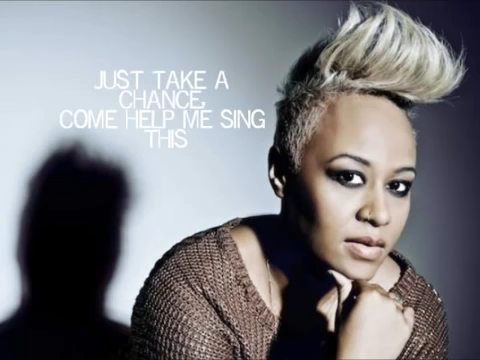 JUST TAKE A
CHANCE,
COME HELP ME SING
THIS